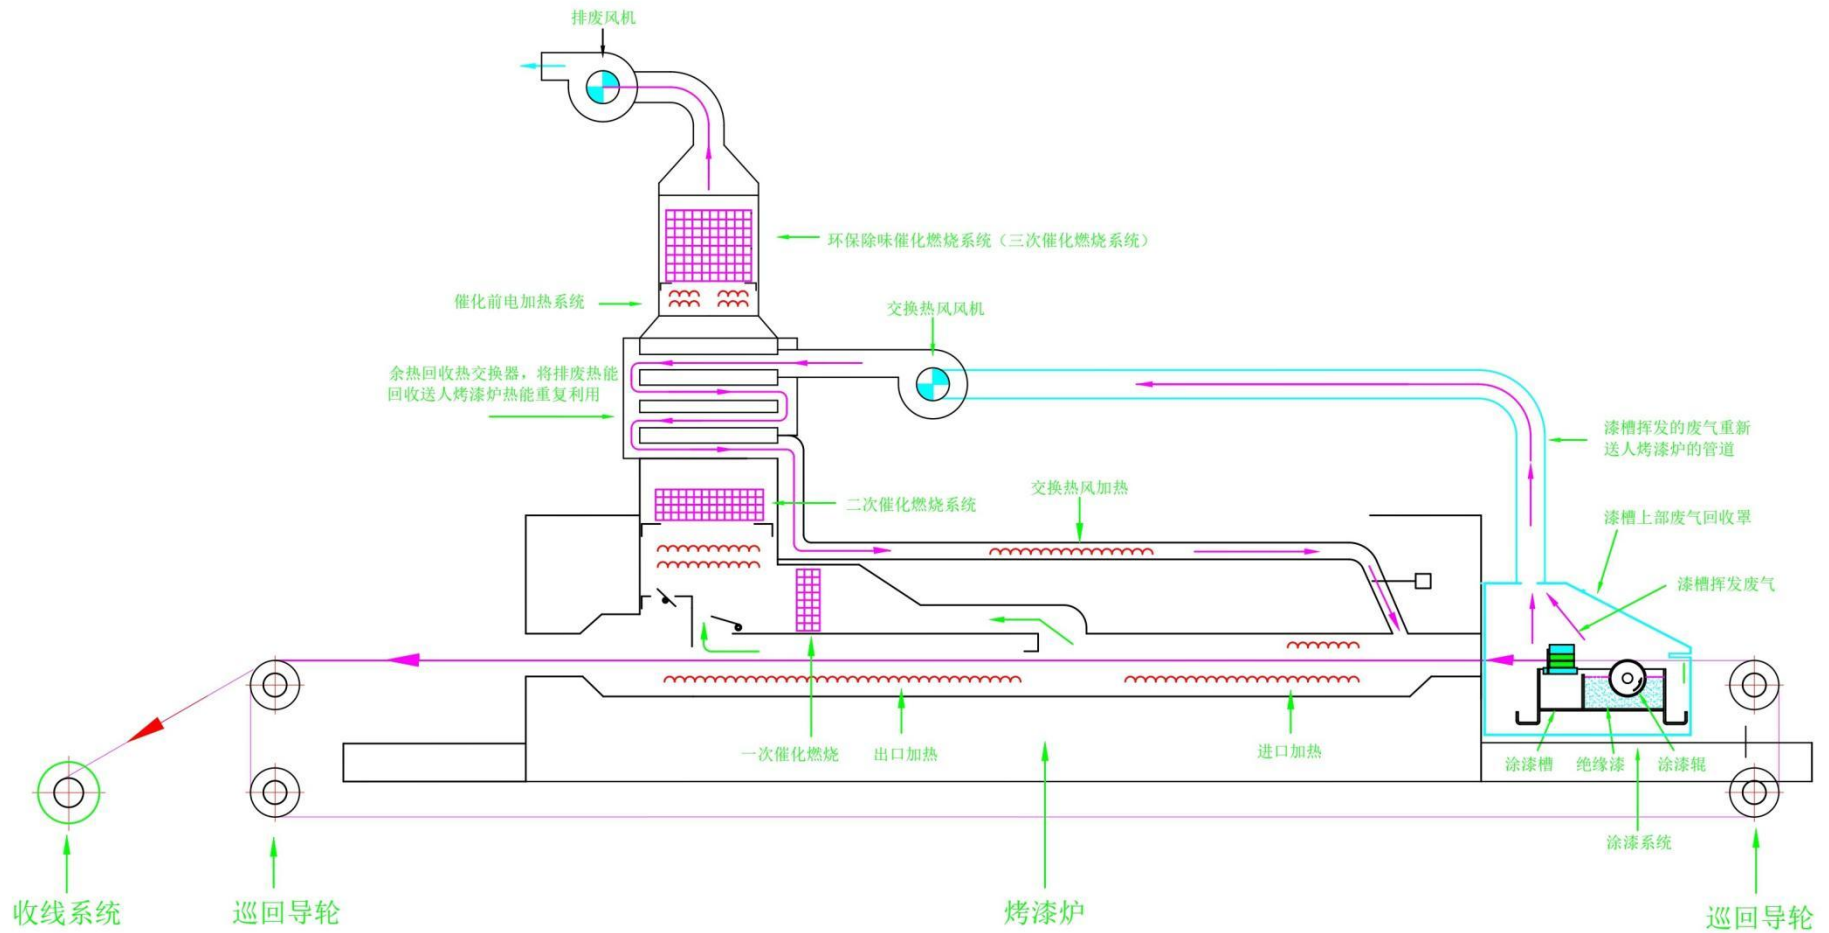 排废风机
环保除味催化燃烧系统（三次催化燃烧系统）
催化前电加热系统
交换热风风机
余热回收热交换器，将排废热能
回收送人烤漆炉热能重复利用
漆槽挥发的废气重新
送人烤漆炉的管道
交换热风加热
二次催化燃烧系统
漆槽上部废气回收罩
漆槽挥发废气
一次催化燃烧
出口加热
进口加热
涂漆槽
绝缘漆
涂漆辊
涂漆系统
收线系统
巡回导轮
烤漆炉
巡回导轮